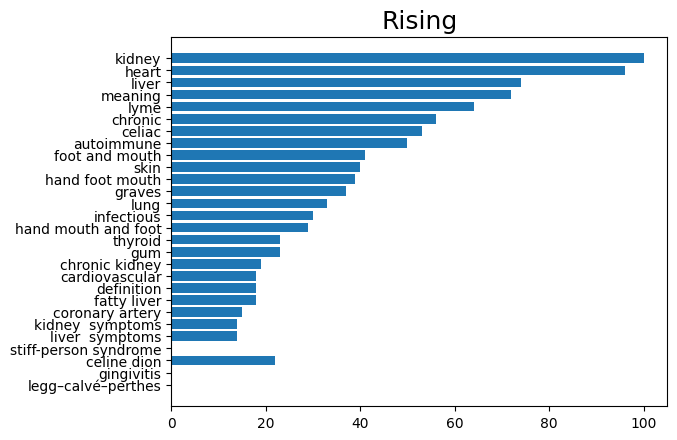 Rising
kidney
heart
liver
meaning
lyme
chronic
celiac
autoimmune
foot and mouth
skin
hand foot mouth
graves
lung
infectious
hand mouth and foot
thyroid
gum
chronic kidney
cardiovascular
definition
fatty liver
coronary artery
kidney  symptoms
liver  symptoms
stiff-person syndrome
celine dion
gingivitis
legg–calvé–perthes
0 20 40 60 80 100